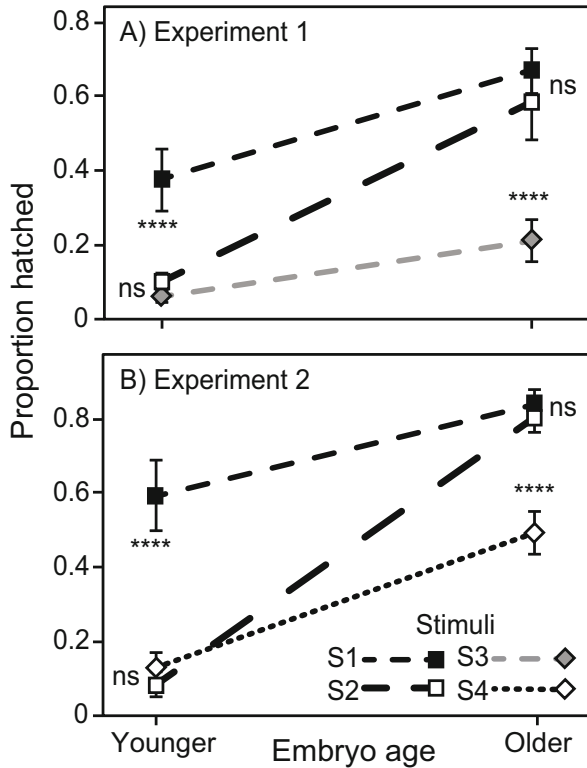 Proportion hatched
A) Experiment 1
0.8
0.6
0.4
0.2
0
ns
****
****
ns
B) Experiment 2
0.8
0.6
0.4
0.2
0
ns
****
****
ns
Stimuli
S1 S3
S2 S4
Younger Older
Embryo age